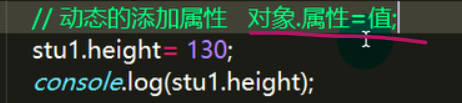 // 动态的添加属性 对象.属性=值;
stu1.height= 130;
console.log(stu1.height);